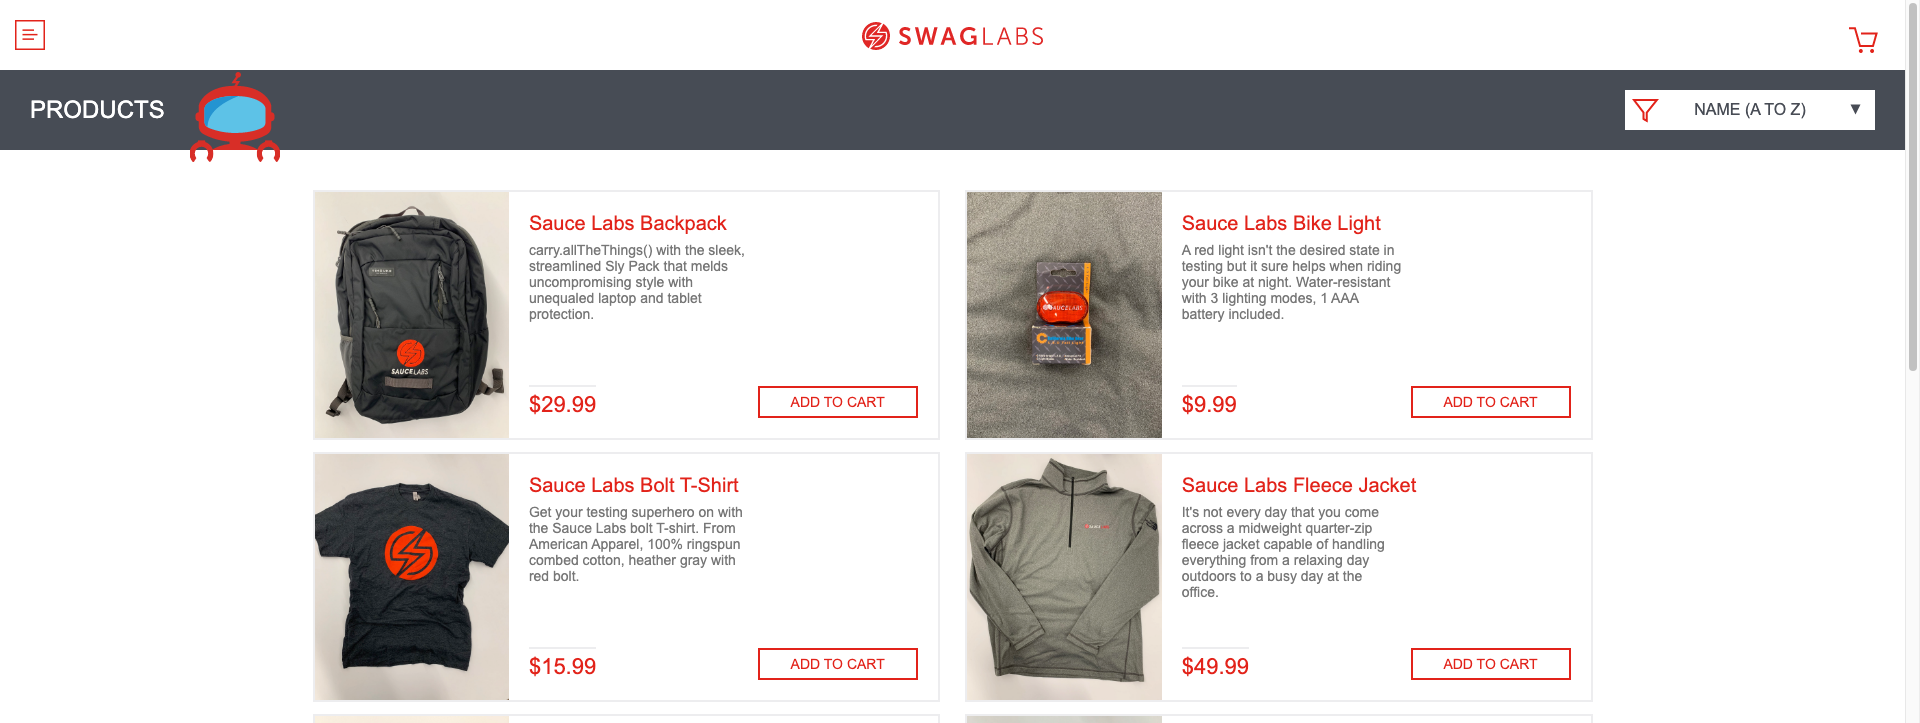 SWAGLABS
PRODUCTS
NAME (A TO Z)
Sauce Labs Backpack
carry.allTheThings() with the sleek,
streamlined Sly Pack that melds
uncompromising style with
unequaled laptop and tablet
protection.
$29.99
ADD TO CART
SAUCELABS
Sauce Labs Bike Light
A red light isn't the desired state in
testing but it sure helps when riding
your bike at night. Water-resistant
with 3 lighting modes, 1 AAA
battery included.
$9.99
ADD TO CART
SAUCELABS
Sauce Labs Bolt T-Shirt
Get your testing superhero on with
the Sauce Labs bolt T-shirt. From
American Apparel, 100% ringspun
combed cotton, heather gray with
red bolt.
$15.99
ADD TO CART
Sauce Labs Fleece Jacket
It's not every day that you come
across a midweight quarter-zip
fleece jacket capable of handling
everything from a relaxing day
outdoors to a busy day at the
office.
$49.99
ADD TO CART